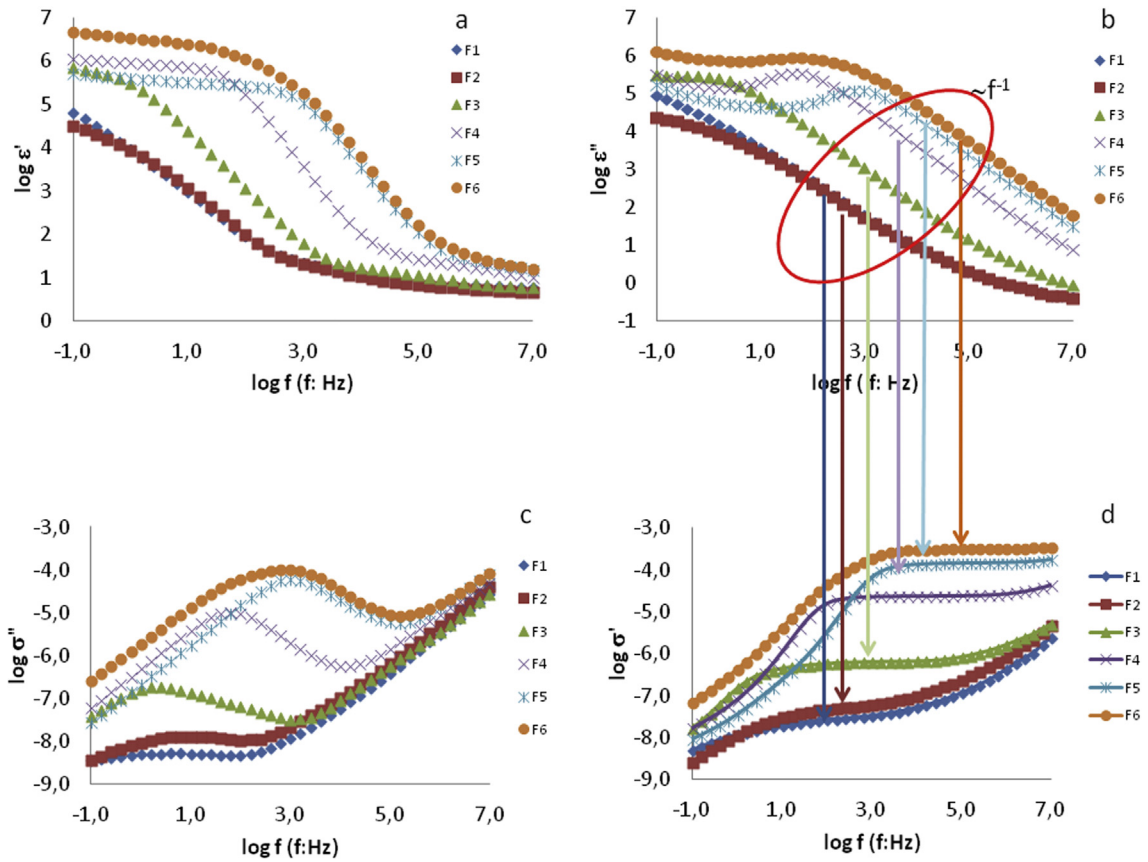 a
7
6
5
4
3
2
1
0
log ε'
-1,0 1,0 3,0 5,0 7,0
log f (f: Hz)
F1
F2
F3
F4
F5
F6
b
7
6
5
4
3
2
1
0
-1
log ε"
~f-1
-1,0 1,0 3,0 5,0 7,0
log f ( f: Hz)
F1
F2
F3
F4
F5
F6
c
-3,0
-4,0
-5,0
-6,0
-7,0
-8,0
-9,0
log σ"
-1,0 1,0 3,0 5,0 7,0
log f (f:Hz)
F1
F2
F3
F4
F5
F6
d
-3,0
-4,0
-5,0
-6,0
-7,0
-8,0
-9,0
log σ'
-1,0 1,0 3,0 5,0 7,0
log f (f:Hz)
F1
F2
F3
F4
F5
F6